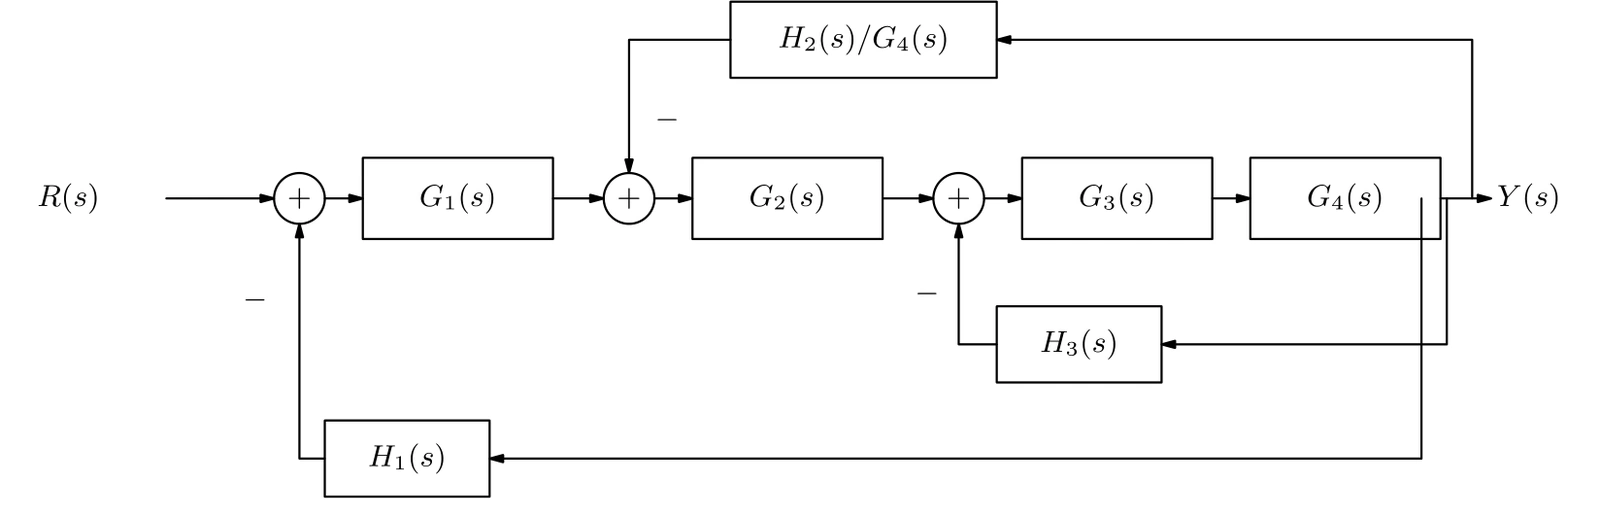 H₂(s)/G₄(s)
−
R(s) + G₁(s) + G₂(s) + G₃(s) G₄(s) Y(s)
− −
H₃(s)
H₁(s)